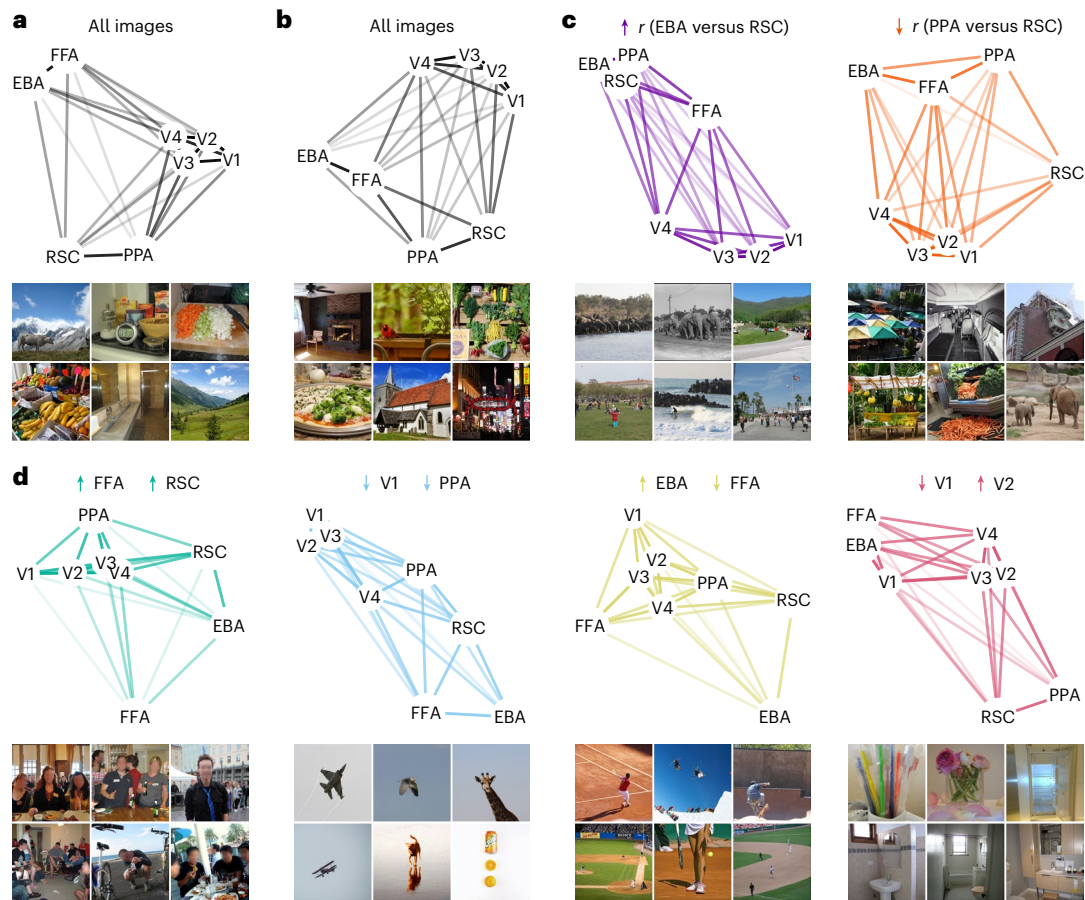 a
All images
FFA
EBA
V4
V2
V3
V1
RSC
PPA
b
All images
V4
V3
V2
V1
EBA
FFA
RSC
PPA
c
↑ r (EBA versus RSC)
EBA
PPA
RSC
FFA
V4
V3
V2
V1
↓ r (PPA versus RSC)
PPA
EBA
FFA
RSC
V4
V2
V3
V1
d
↑ FFA ↑ RSC
PPA
RSC
V3
V1
V2
V4
EBA
FFA
↓ V1 ↓ PPA
V1
V3
V2
PPA
V4
RSC
FFA
EBA
↑ EBA ↓ FFA
V1
V2
V3
PPA
V4
RSC
FFA
EBA
↓ V1 ↑ V2
FFA
V4
EBA
V1
V3
V2
PPA
RSC